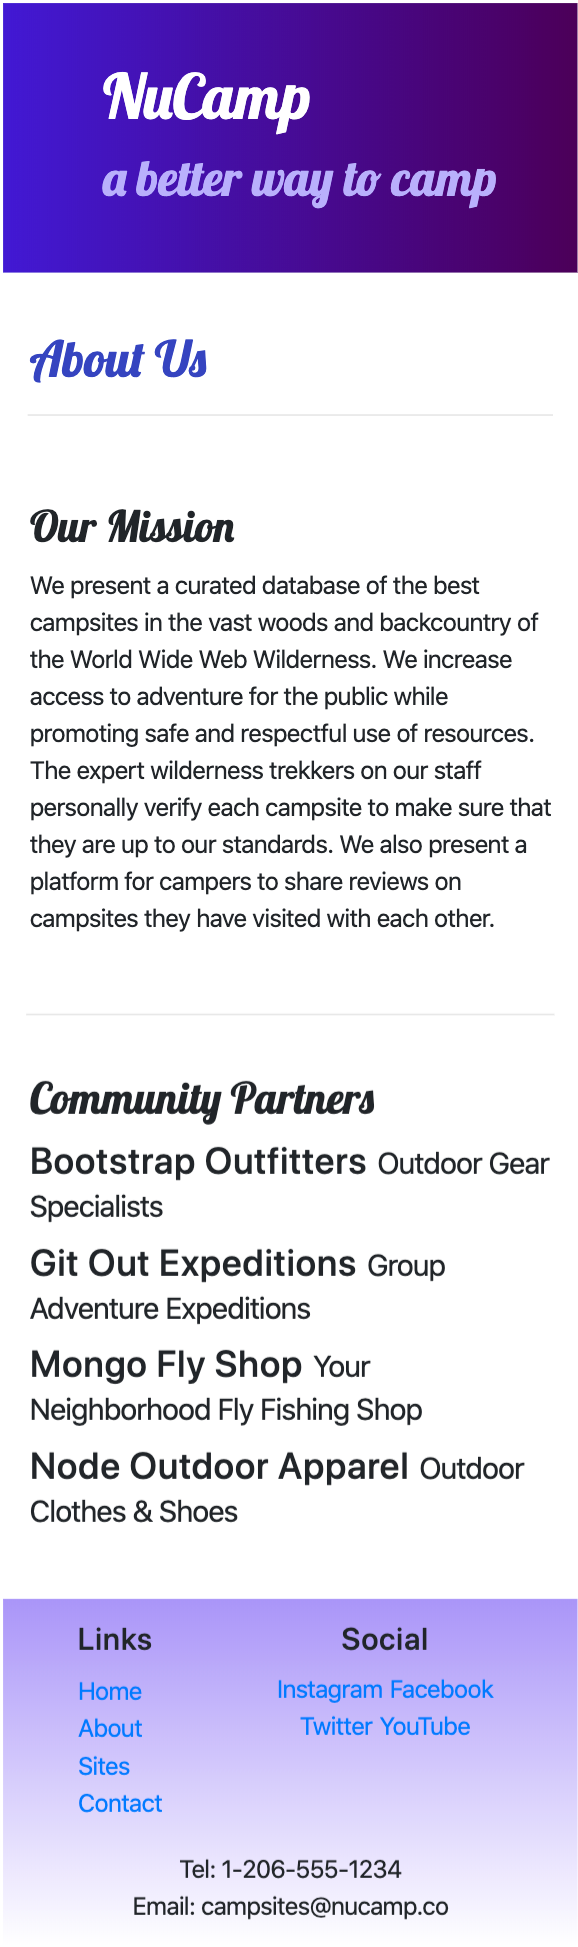 NuCamp
a better way to camp
About Us
Our Mission
We present a curated database of the best
campsites in the vast woods and backcountry of
the World Wide Web Wilderness. We increase
access to adventure for the public while
promoting safe and respectful use of resources.
The expert wilderness trekkers on our staff
personally verify each campsite to make sure that
they are up to our standards. We also present a
platform for campers to share reviews on
campsites they have visited with each other.
Community Partners
Bootstrap Outfitters Outdoor Gear
Specialists
Git Out Expeditions Group
Adventure Expeditions
Mongo Fly Shop Your
Neighborhood Fly Fishing Shop
Node Outdoor Apparel Outdoor
Clothes & Shoes
Links
Home
About
Sites
Contact
Social
Instagram Facebook
Twitter YouTube
Tel: 1-206-555-1234
Email: campsites@nucamp.co